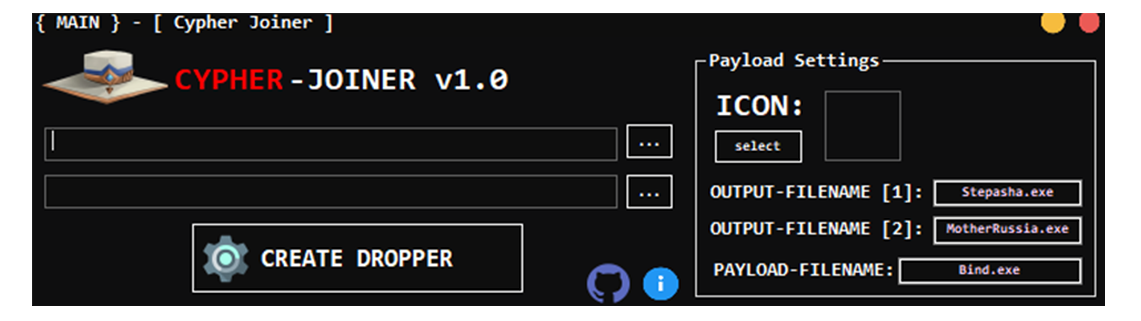 { MAIN } - [ Cypher Joiner ]
CYPHER-JOINER v1.0
...
...
CREATE DROPPER
i
Payload Settings
ICON:
select
OUTPUT-FILENAME [1]: Stepasha.exe
OUTPUT-FILENAME [2]: MotherRussia.exe
PAYLOAD-FILENAME: Bind.exe